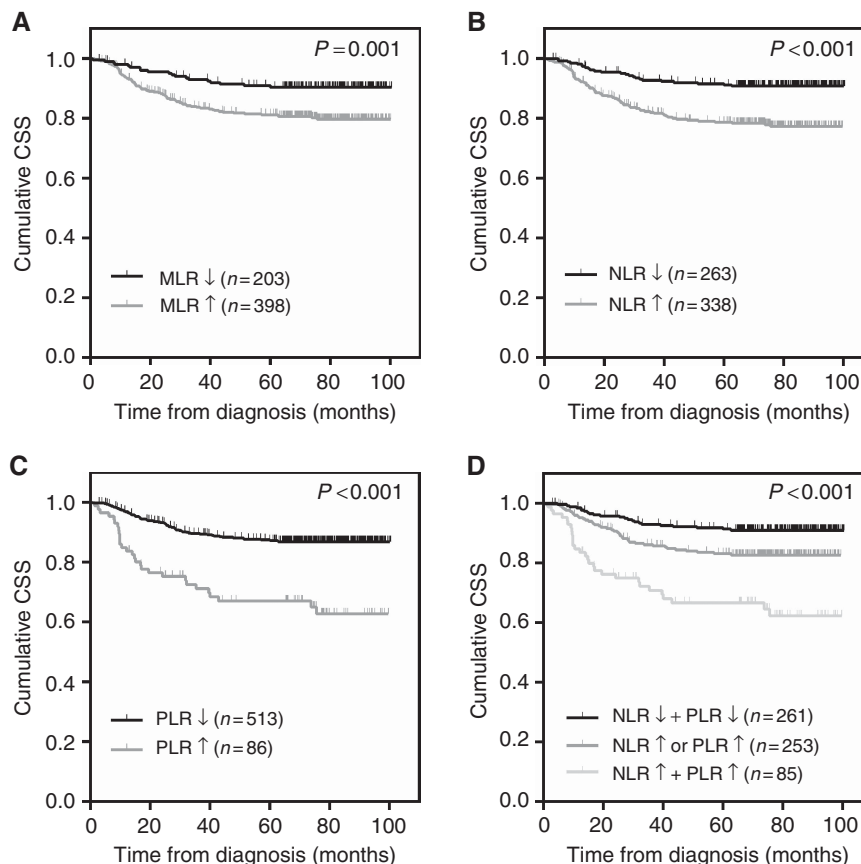 A
P = 0.001
1.0
0.8
0.6
0.4
0.2
0.0
Cumulative CSS
MLR ↓ (n = 203)
MLR ↑ (n = 398)
0 20 40 60 80 100
Time from diagnosis (months)
B
P < 0.001
1.0
0.8
0.6
0.4
0.2
0.0
Cumulative CSS
NLR ↓ (n = 263)
NLR ↑ (n = 338)
0 20 40 60 80 100
Time from diagnosis (months)
C
P < 0.001
1.0
0.8
0.6
0.4
0.2
0.0
Cumulative CSS
PLR ↓ (n = 513)
PLR ↑ (n = 86)
0 20 40 60 80 100
Time from diagnosis (months)
D
P < 0.001
1.0
0.8
0.6
0.4
0.2
0.0
Cumulative CSS
NLR ↓ + PLR ↓ (n = 261)
NLR ↑ or PLR ↑ (n = 253)
NLR ↑ + PLR ↑ (n = 85)
0 20 40 60 80 100
Time from diagnosis (months)